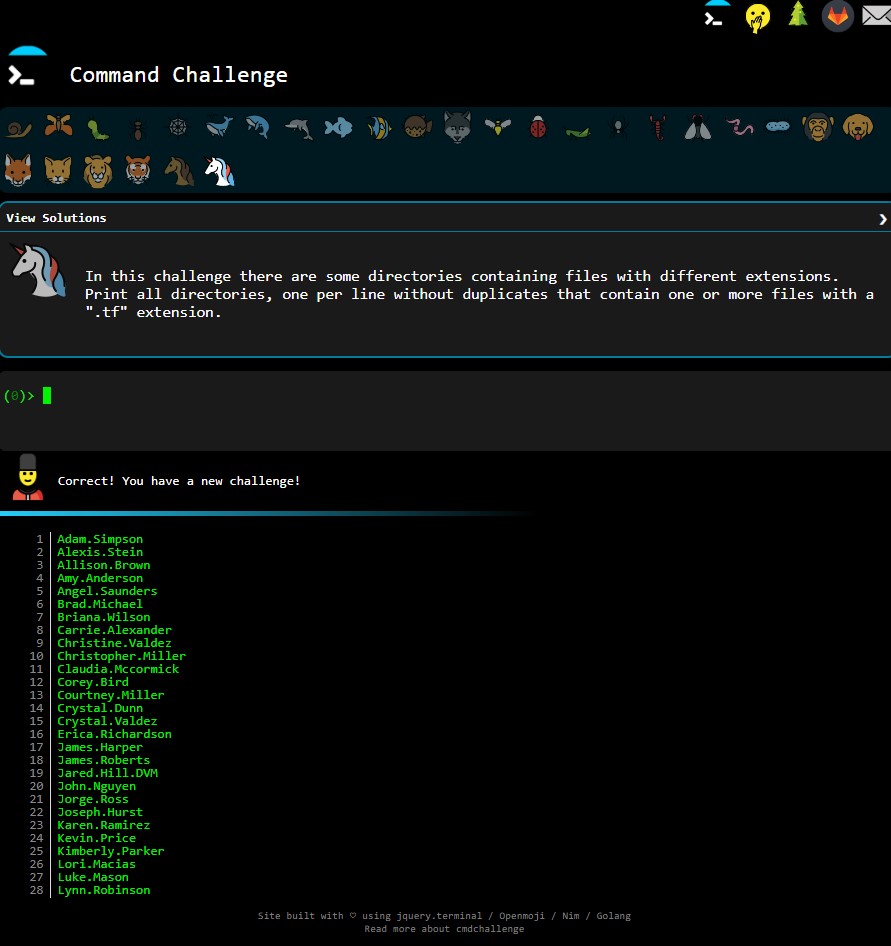 Command Challenge
View Solutions
In this challenge there are some directories containing files with different extensions.
Print all directories, one per line without duplicates that contain one or more files with a
".tf" extension.
(0)>
Correct! You have a new challenge!
1 Adam.Simpson
2 Alexis.Stein
3 Allison.Brown
4 Amy.Anderson
5 Angel.Saunders
6 Brad.Michael
7 Briana.Wilson
8 Carrie.Alexander
9 Christine.Valdez
10 Christopher.Miller
11 Claudia.Mccormick
12 Corey.Bird
13 Courtney.Miller
14 Crystal.Dunn
15 Crystal.Valdez
16 Erica.Richardson
17 James.Harper
18 James.Roberts
19 Jared.Hill.DVM
20 John.Nguyen
21 Jorge.Ross
22 Joseph.Hurst
23 Karen.Ramirez
24 Kevin.Price
25 Kimberly.Parker
26 Lori.Macias
27 Luke.Mason
28 Lynn.Robinson
Site built with ♡ using jquery.terminal / Openmoji / Nim / Golang
Read more about cmdchallenge